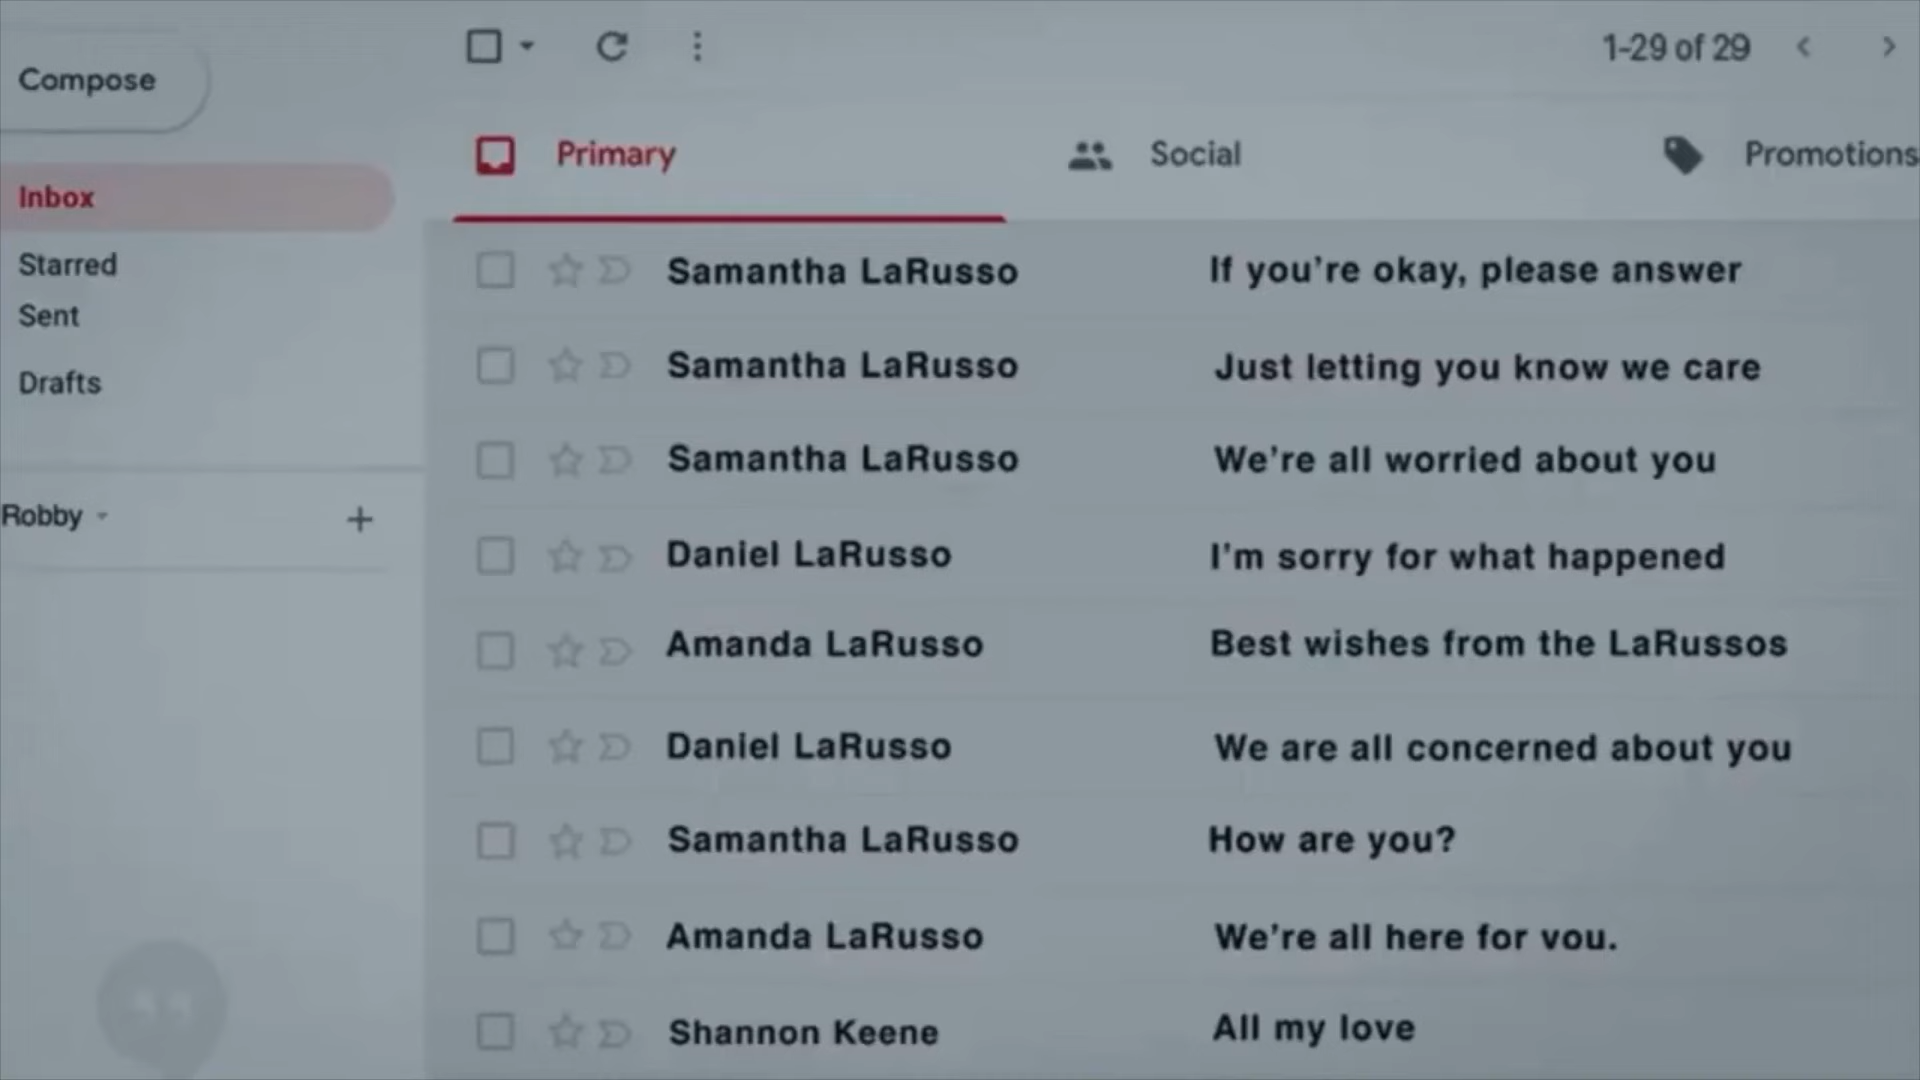 Compose
1-29 of 29
Primary
Social
Promotions
Inbox
Starred
Sent
Drafts
Robby
Samantha LaRusso If you're okay, please answer
Samantha LaRusso Just letting you know we care
Samantha LaRusso We're all worried about you
Daniel LaRusso I'm sorry for what happened
Amanda LaRusso Best wishes from the LaRussos
Daniel LaRusso We are all concerned about you
Samantha LaRusso How are you?
Amanda LaRusso We're all here for you.
Shannon Keene All my love